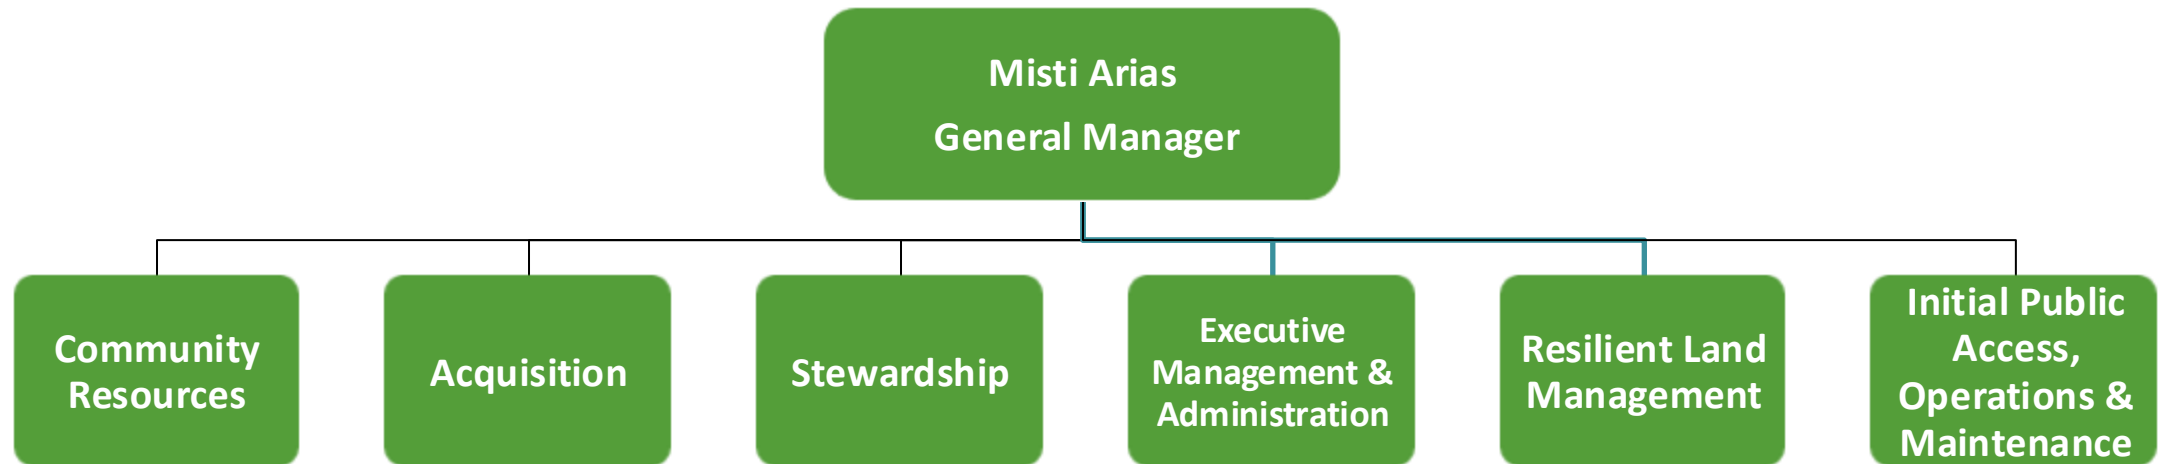 Misti Arias
General Manager
Community
Resources
Acquisition
Stewardship
Executive
Management &
Administration
Resilient Land
Management
Initial Public
Access,
Operations &
Maintenance